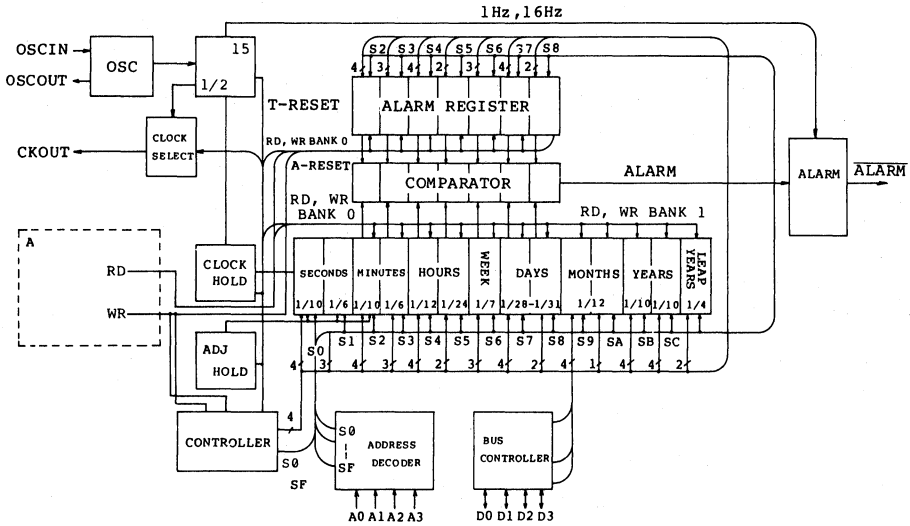 1Hz,16Hz
OSCIN
OSCOUT
OSC
15
1/2
S2 S3 S4 S5 S6 37 S8
4 3 4 2 3 4 2
T-RESET
ALARM REGISTER
CLOCK
SELECT
CKOUT
RD, WR BANK 0
A-RESET
COMPARATOR
ALARM
ALARM
ALARM
RD, WR
BANK 0
RD, WR BANK 1
A
RD
WR
CLOCK
HOLD
SECONDS
MINUTES
HOURS
WEEK
DAYS
MONTHS
YEARS
LEAP
YEARS
1/10 1/6 1/10 1/6 1/12 1/24 1/7 1/28-1/31 1/12 1/10 1/10 1/4
ADJ
HOLD
S0 S1 S2 S3 S4 S5 S6 S7 S8 S9 SA SB SC
4 3 4 3 4 2 3 4 2 4 1 4 4 2
CONTROLLER
4
S0
SF
S0
SF
ADDRESS
DECODER
BUS
CONTROLLER
A0 A1 A2 A3
D0 D1 D2 D3